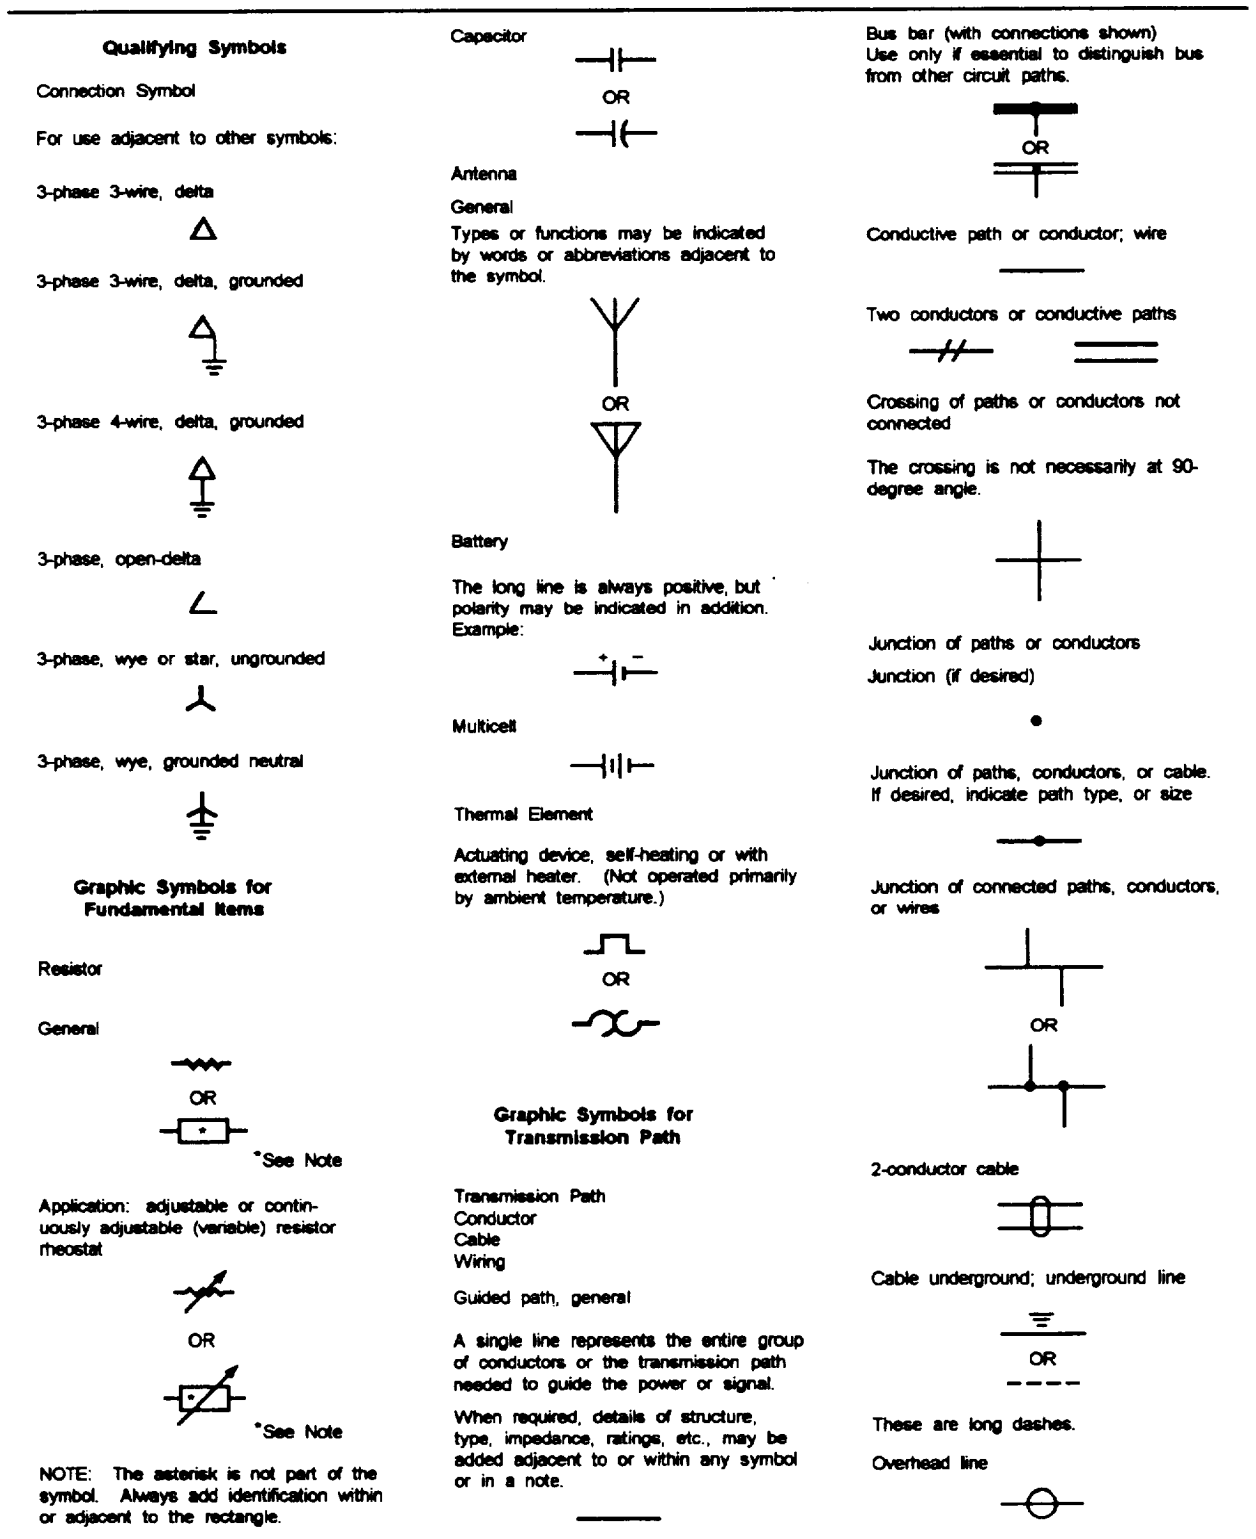 Qualifying Symbols
Connection Symbol
For use adjacent to other symbols:
3-phase 3-wire, delta
3-phase 3-wire, delta, grounded
3-phase 4-wire, delta, grounded
3-phase, open-delta
3-phase, wye or star, ungrounded
3-phase, wye, grounded neutral
Graphic Symbols for
Fundamental Items
Resistor
General
OR
*
*See Note
Application: adjustable or contin-
uously adjustable (variable) resistor
rheostat
OR
*
*See Note
NOTE: The asterisk is not part of the
symbol. Always add identification within
or adjacent to the rectangle.
Capacitor
OR
Antenna
General
Types or functions may be indicated
by words or abbreviations adjacent to
the symbol.
OR
Battery
The long line is always positive, but
polarity may be indicated in addition.
Example:
+ −
Multicell
Thermal Element
Actuating device, self-heating or with
external heater. (Not operated primarily
by ambient temperature.)
OR
Graphic Symbols for
Transmission Path
Transmission Path
Conductor
Cable
Wiring
Guided path, general
A single line represents the entire group
of conductors or the transmission path
needed to guide the power or signal.
When required, details of structure,
type, impedance, ratings, etc., may be
added adjacent to or within any symbol
or in a note.
Bus bar (with connections shown)
Use only if essential to distinguish bus
from other circuit paths.
OR
Conductive path or conductor; wire
Two conductors or conductive paths
Crossing of paths or conductors not
connected
The crossing is not necessarily at 90-
degree angle.
Junction of paths or conductors
Junction (if desired)
Junction of paths, conductors, or cable.
If desired, indicate path type, or size
Junction of connected paths, conductors,
or wires
OR
2-conductor cable
Cable underground; underground line
OR
These are long dashes.
Overhead line